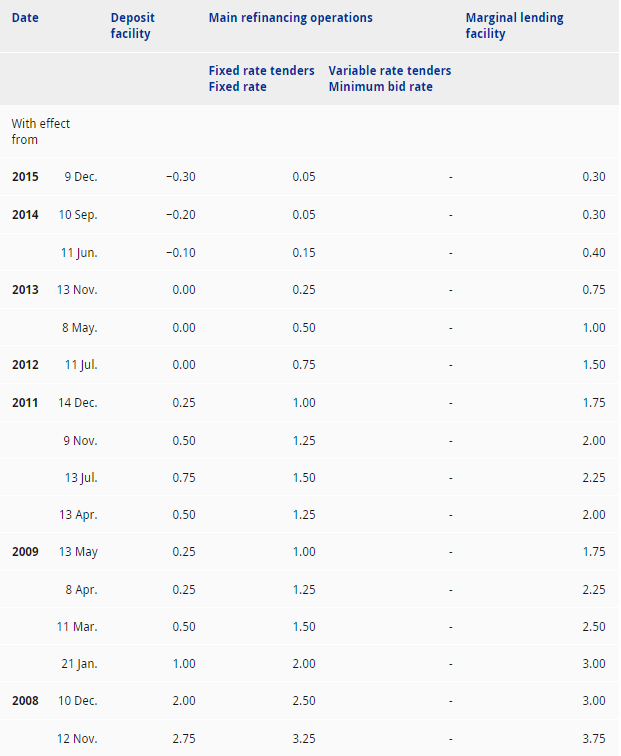 Date Deposit facility Main refinancing operations Marginal lending facility
Fixed rate tenders Fixed rate Variable rate tenders Minimum bid rate
With effect from
2015 9 Dec. −0.30 0.05 - 0.30
2014 10 Sep. −0.20 0.05 - 0.30
11 Jun. −0.10 0.15 - 0.40
2013 13 Nov. 0.00 0.25 - 0.75
8 May. 0.00 0.50 - 1.00
2012 11 Jul. 0.00 0.75 - 1.50
2011 14 Dec. 0.25 1.00 - 1.75
9 Nov. 0.50 1.25 - 2.00
13 Jul. 0.75 1.50 - 2.25
13 Apr. 0.50 1.25 - 2.00
2009 13 May 0.25 1.00 - 1.75
8 Apr. 0.25 1.25 - 2.25
11 Mar. 0.50 1.50 - 2.50
21 Jan. 1.00 2.00 - 3.00
2008 10 Dec. 2.00 2.50 - 3.00
12 Nov. 2.75 3.25 - 3.75